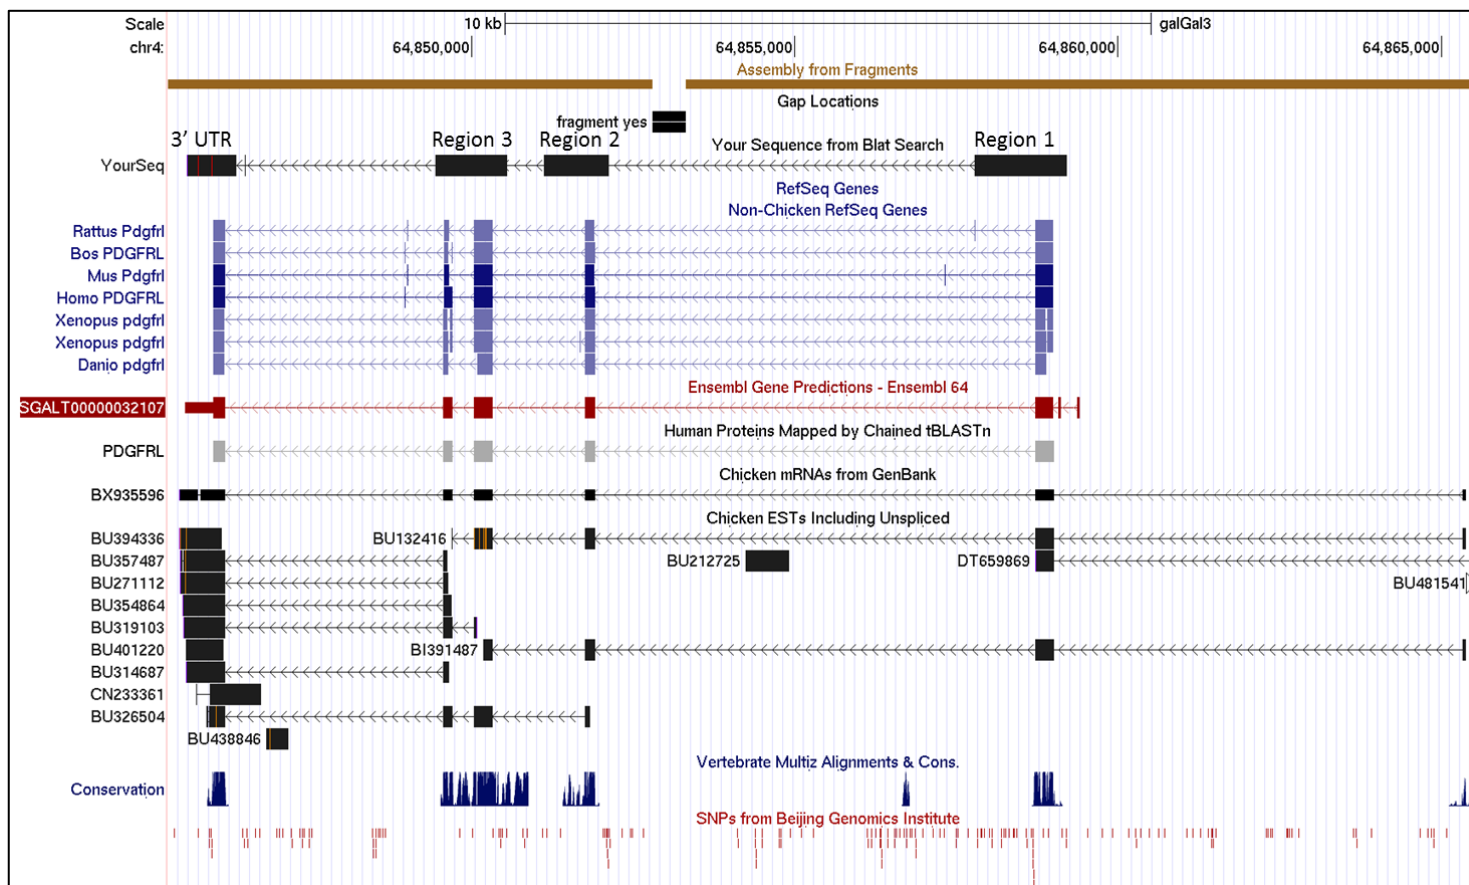 Scale 10 kb galGal3
chr4: 64,850,000 64,855,000 64,860,000 64,865,000
Assembly from Fragments
Gap Locations
fragment yes
3' UTR Region 3 Region 2 Region 1
Your Sequence from Blat Search
YourSeq
RefSeq Genes
Non-Chicken RefSeq Genes
Rattus Pdgfrl
Bos PDGFRL
Mus Pdgfrl
Homo PDGFRL
Xenopus pdgfrl
Xenopus pdgfrl
Danio pdgfrl
Ensembl Gene Predictions - Ensembl 64
SGALT00000032107
Human Proteins Mapped by Chained tBLASTn
PDGFRL
Chicken mRNAs from GenBank
BX935596
Chicken ESTs Including Unspliced
BU394336 BU132416
BU357487 BU212725 DT659869
BU271112 BU481541
BU354864
BU319103
BU401220 BI391487
BU314687
CN233361
BU326504
BU438846
Vertebrate Multiz Alignments & Cons.
Conservation
SNPs from Beijing Genomics Institute